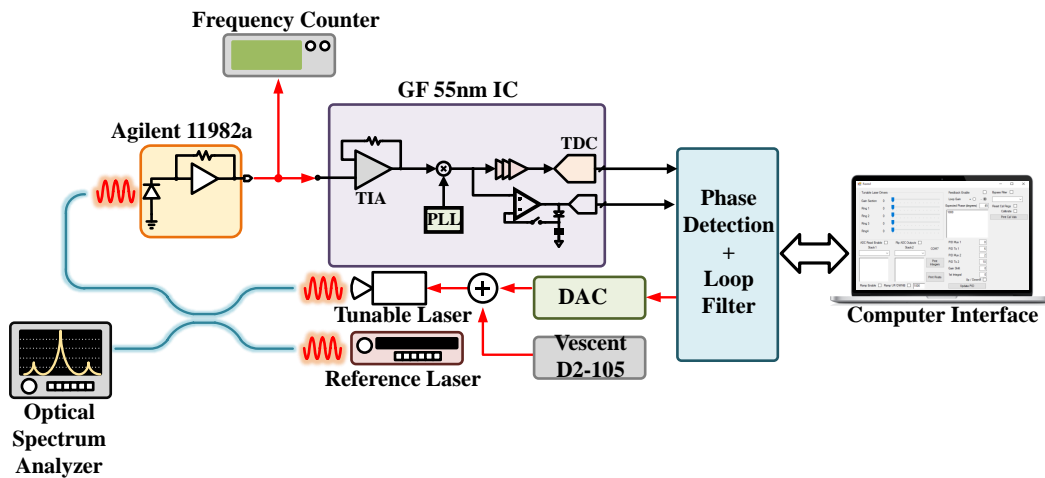 Frequency Counter
GF 55nm IC
Agilent 11982a
TDC
TIA
PLL
Phase
Detection
+
Loop
Filter
DAC
Tunable Laser
Vescent
D2-105
Reference Laser
Computer Interface
Optical
Spectrum
Analyzer